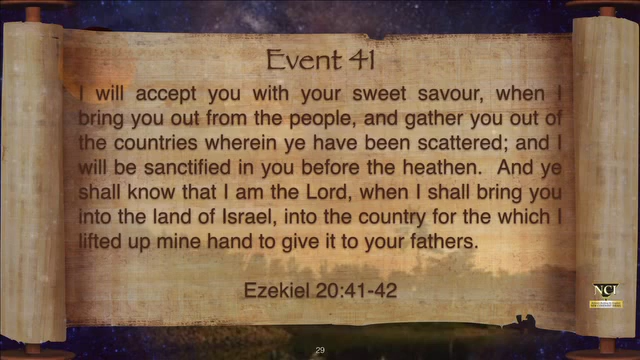 Event 41
I will accept you with your sweet savour, when I
bring you out from the people, and gather you out of
the countries wherein ye have been scattered; and I
will be sanctified in you before the heathen. And ye
shall know that I am the Lord, when I shall bring you
into the land of Israel, into the country for the which I
lifted up mine hand to give it to your fathers.
Ezekiel 20:41-42
NCI
29